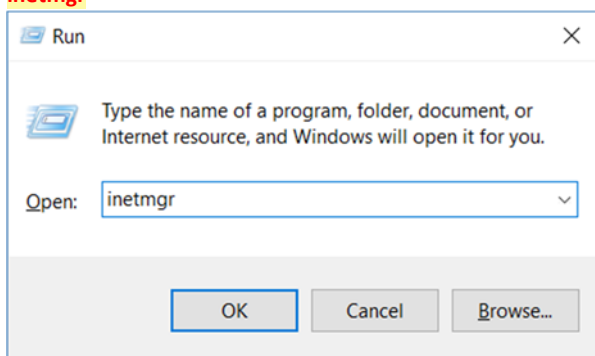 inetmgr
Run
Type the name of a program, folder, document, or
Internet resource, and Windows will open it for you.
Open: inetmgr
OK Cancel Browse...